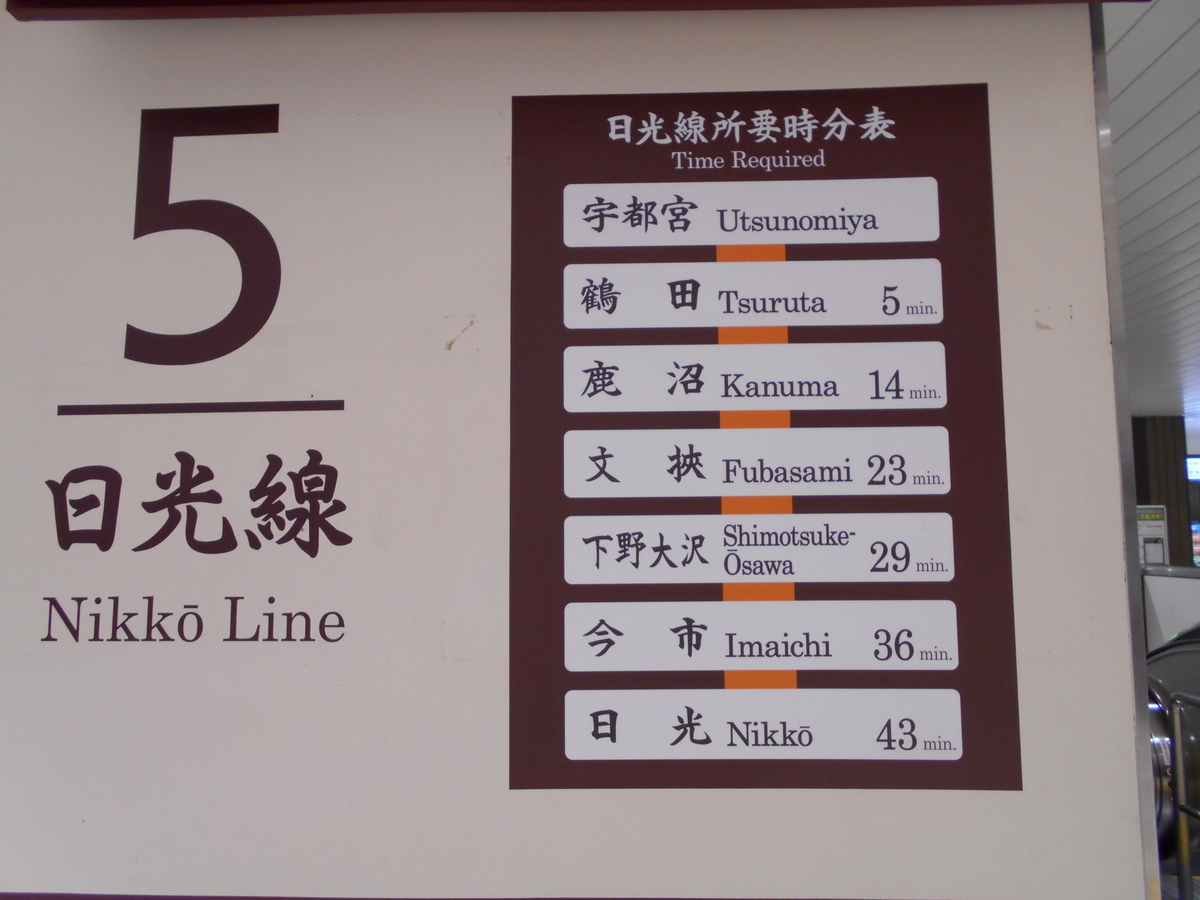 5
日光線
Nikkō Line
日光線所要時分表
Time Required
宇都宮 Utsunomiya
鶴田 Tsuruta 5 min.
鹿沼 Kanuma 14 min.
文挾 Fubasami 23 min.
下野大沢 Shimotsuke-
Ōsawa 29 min.
今市 Imaichi 36 min.
日光 Nikkō 43 min.